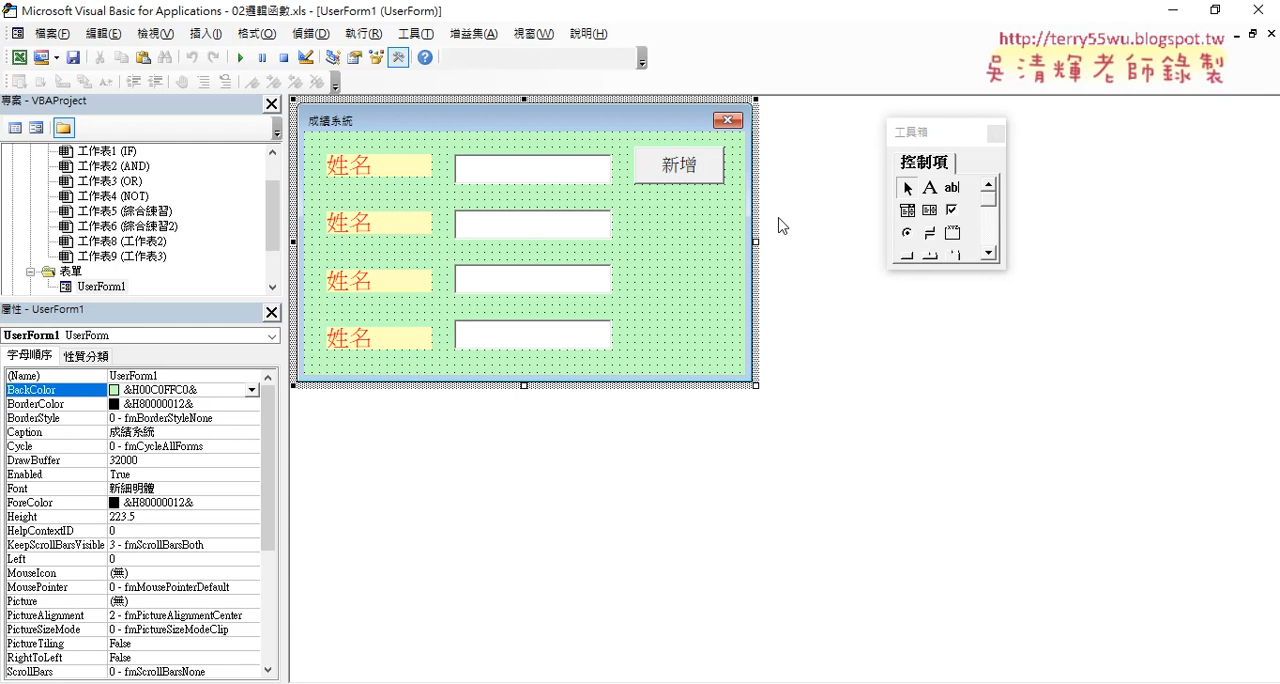 Microsoft Visual Basic for Applications - 02邏輯函數.xls - [UserForm1 (UserForm)]
檔案(F) 編輯(E) 檢視(V) 插入(I) 格式(O) 偵錯(D) 執行(R) 工具(T) 增益集(A) 視窗(W) 說明(H)
http://terry55wu.blogspot.tw
吳清輝老師錄製
專案 - VBAProject
工作表1 (IF)
工作表2 (AND)
工作表3 (OR)
工作表4 (NOT)
工作表5 (綜合練習)
工作表6 (綜合練習2)
工作表8 (工作表2)
工作表9 (工作表3)
表單
UserForm1
屬性 - UserForm1
UserForm1 UserForm
字母順序 性質分類
(Name) UserForm1
BackColor &H00C0FFC0&
BorderColor &H80000012&
BorderStyle 0 - fmBorderStyleNone
Caption 成績系統
Cycle 0 - fmCycleAllForms
DrawBuffer 32000
Enabled True
Font 新細明體
ForeColor &H80000012&
Height 223.5
HelpContextID 0
KeepScrollBarsVisible 3 - fmScrollBarsBoth
Left 0
MouseIcon (無)
MousePointer 0 - fmMousePointerDefault
Picture (無)
PictureAlignment 2 - fmPictureAlignmentCenter
PictureSizeMode 0 - fmPictureSizeModeClip
PictureTiling False
RightToLeft False
ScrollBars 0 - fmScrollBarsNone
成績系統
姓名 新增
姓名
姓名
姓名
工具箱
控制項
A abl